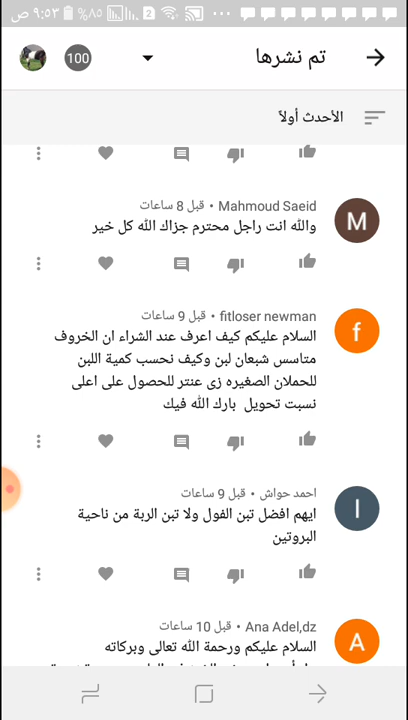 ٩:٥٣ ص ٨٥%
تم نشرها 100
الأحدث أولاً
Mahmoud Saeid • قبل 8 ساعات
M
والله انت راجل محترم جزاك الله كل خير
fitloser newman • قبل 9 ساعات
f
السلام عليكم كيف اعرف عند الشراء ان الخروف
متاسس شبعان لبن وكيف نحسب كمية اللبن
للحملان الصغيره زى عنتر للحصول على اعلى
نسبت تحويل بارك الله فيك
احمد حواش • قبل 9 ساعات
ا
ايهم افضل تبن الفول ولا تبن الربة من ناحية
البروتين
Ana Adel,dz • قبل 10 ساعات
A
السلام عليكم ورحمة الله تعالى وبركاته